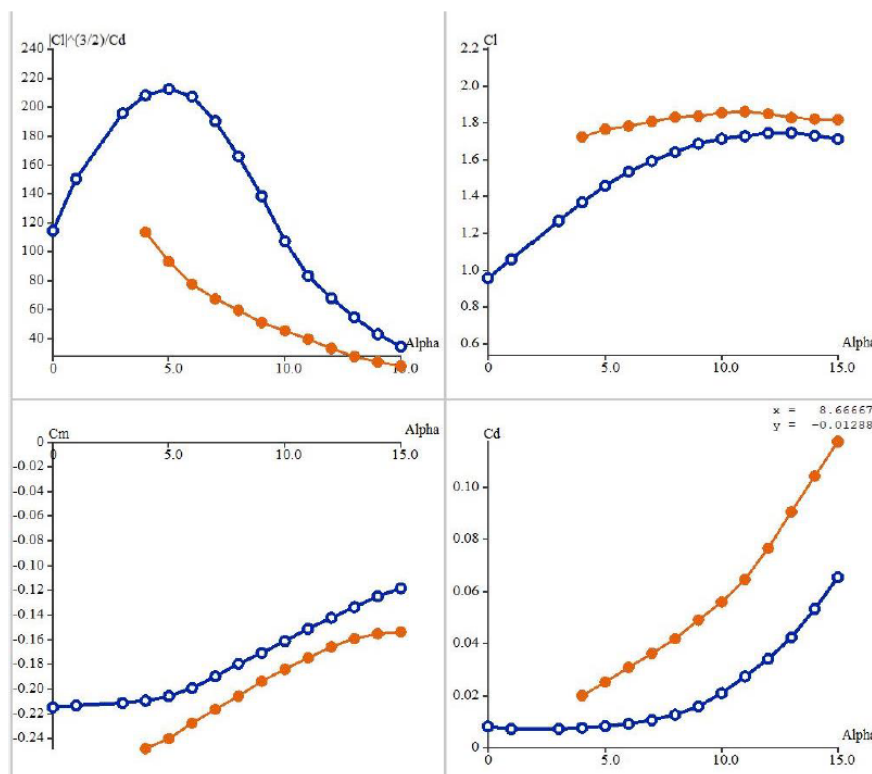 |Cl|^(3/2)/Cd
240
220
200
180
160
140
120
100
80
60
40
Alpha
0 5.0 10.0 15.0
Cl
2.2
2.0
1.8
1.6
1.4
1.2
1.0
0.8
0.6
Alpha
0 5.0 10.0 15.0
Cm
Alpha
0
5.0 10.0 15.0
-0.02
-0.04
-0.06
-0.08
-0.10
-0.12
-0.14
-0.16
-0.18
-0.20
-0.22
-0.24
x = 8.66667
y = -0.01288
Cd
0.10
0.08
0.06
0.04
0.02
0
Alpha
0 5.0 10.0 15.0